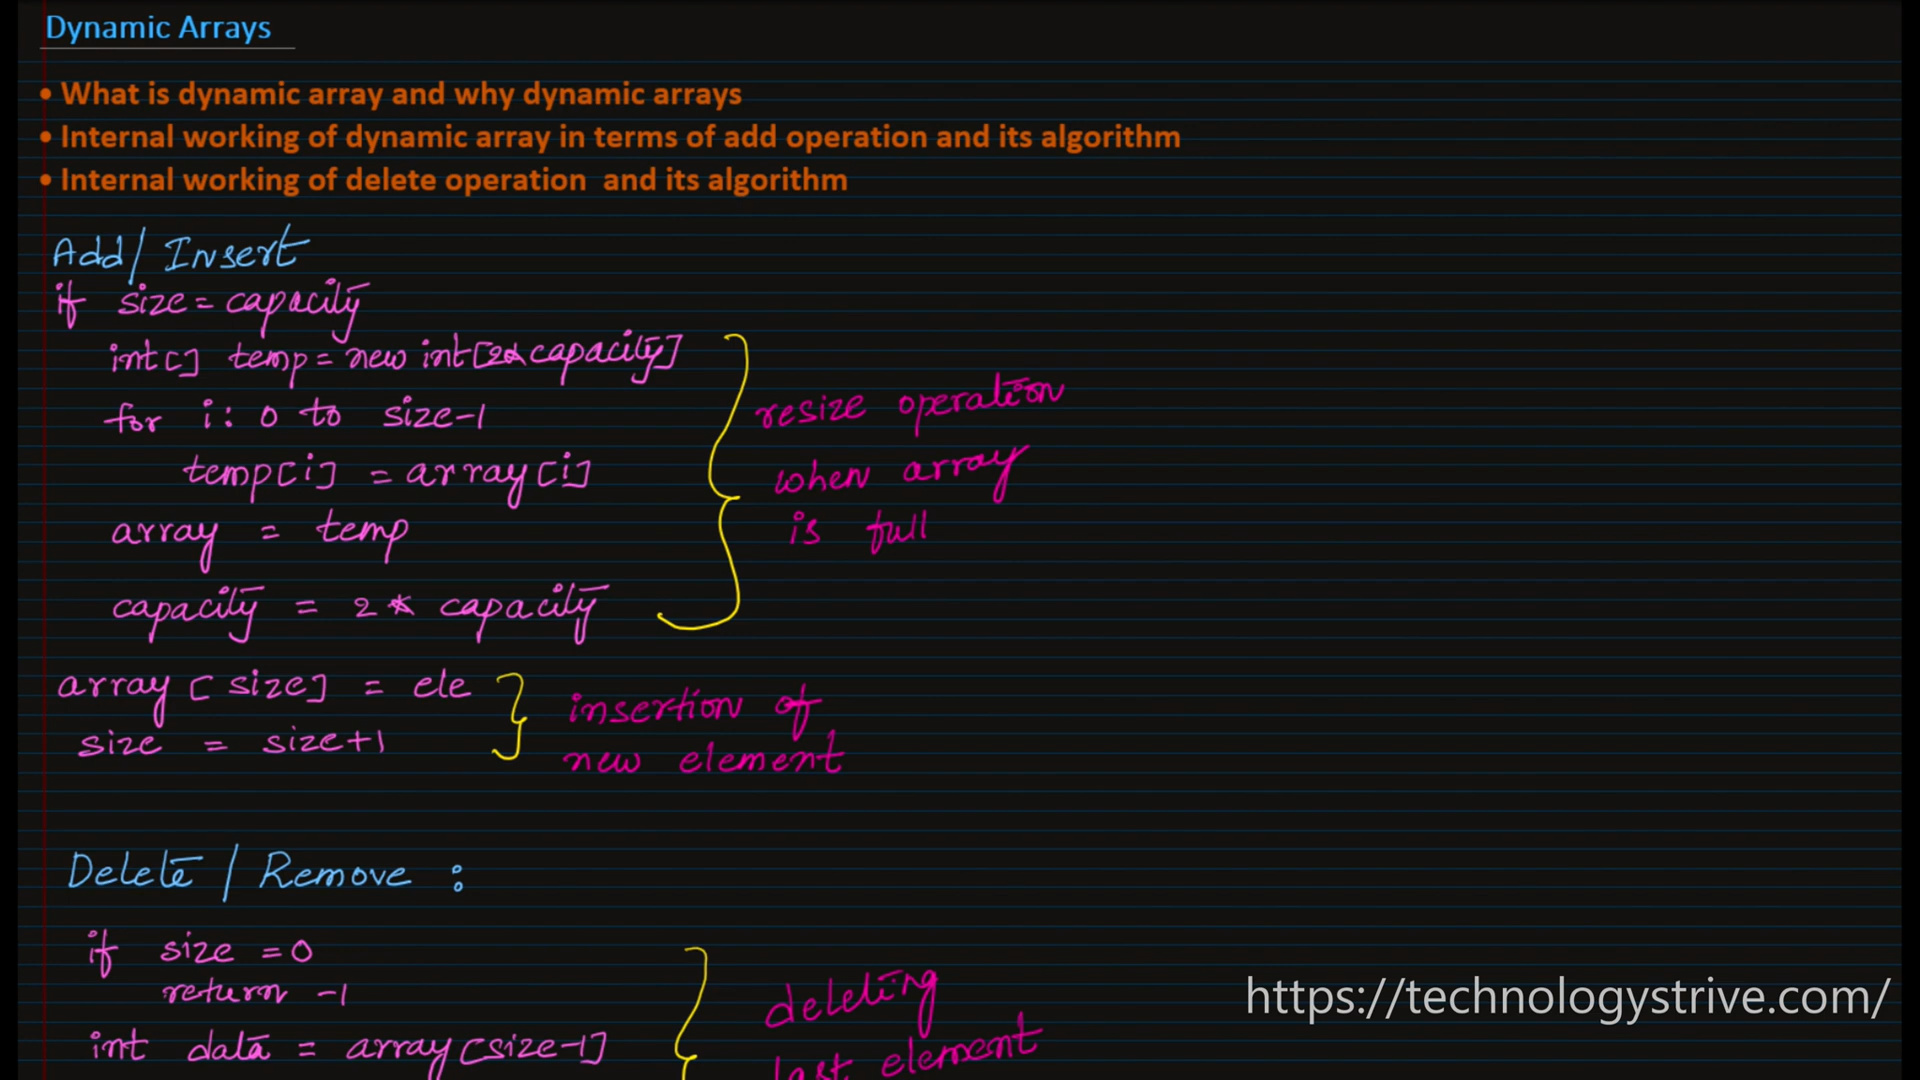 Dynamic Arrays
• What is dynamic array and why dynamic arrays
• Internal working of dynamic array in terms of add operation and its algorithm
• Internal working of delete operation and its algorithm
Add/Insert
if size = capacity
int[] temp = new int[2* capacity]
for i: 0 to size-1
temp[i] = array[i]
array = temp
capacity = 2 * capacity
resize operation
when array
is full
array[size] = ele
size = size+1
insertion of
new element
Delete / Remove :
if size = 0
return -1
int data = array[size-1]
deleting
last element
https://technologystrive.com/